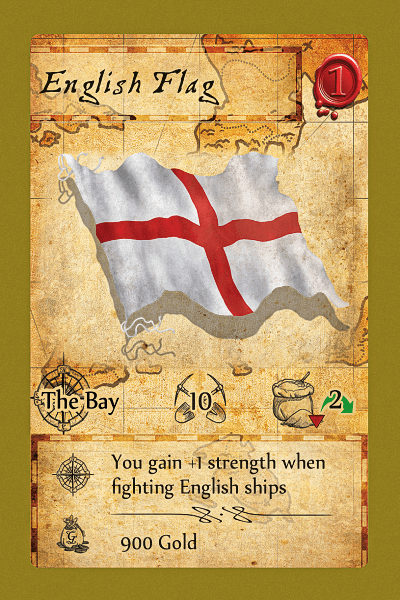 English Flag
1
The Bay
10
2
You gain +1 strength when
fighting English ships
900 Gold